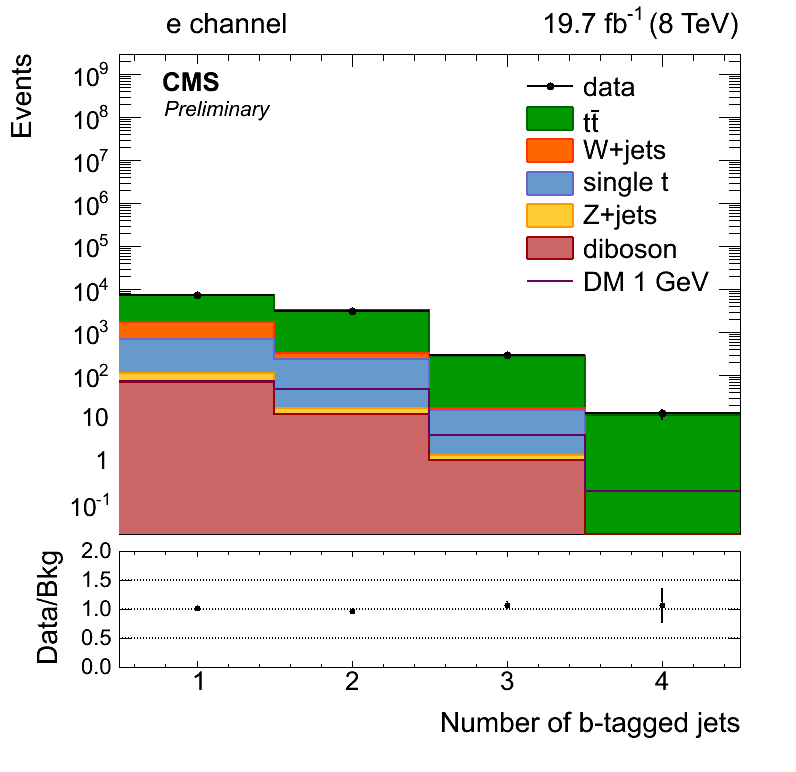 e channel 19.7 fb⁻¹ (8 TeV)
Events
CMS
Preliminary
data
tt̄
W+jets
single t
Z+jets
diboson
DM 1 GeV
10⁹
10⁸
10⁷
10⁶
10⁵
10⁴
10³
10²
10
1
10⁻¹
Data/Bkg
2.0
1.5
1.0
0.5
0.0
1 2 3 4
Number of b-tagged jets